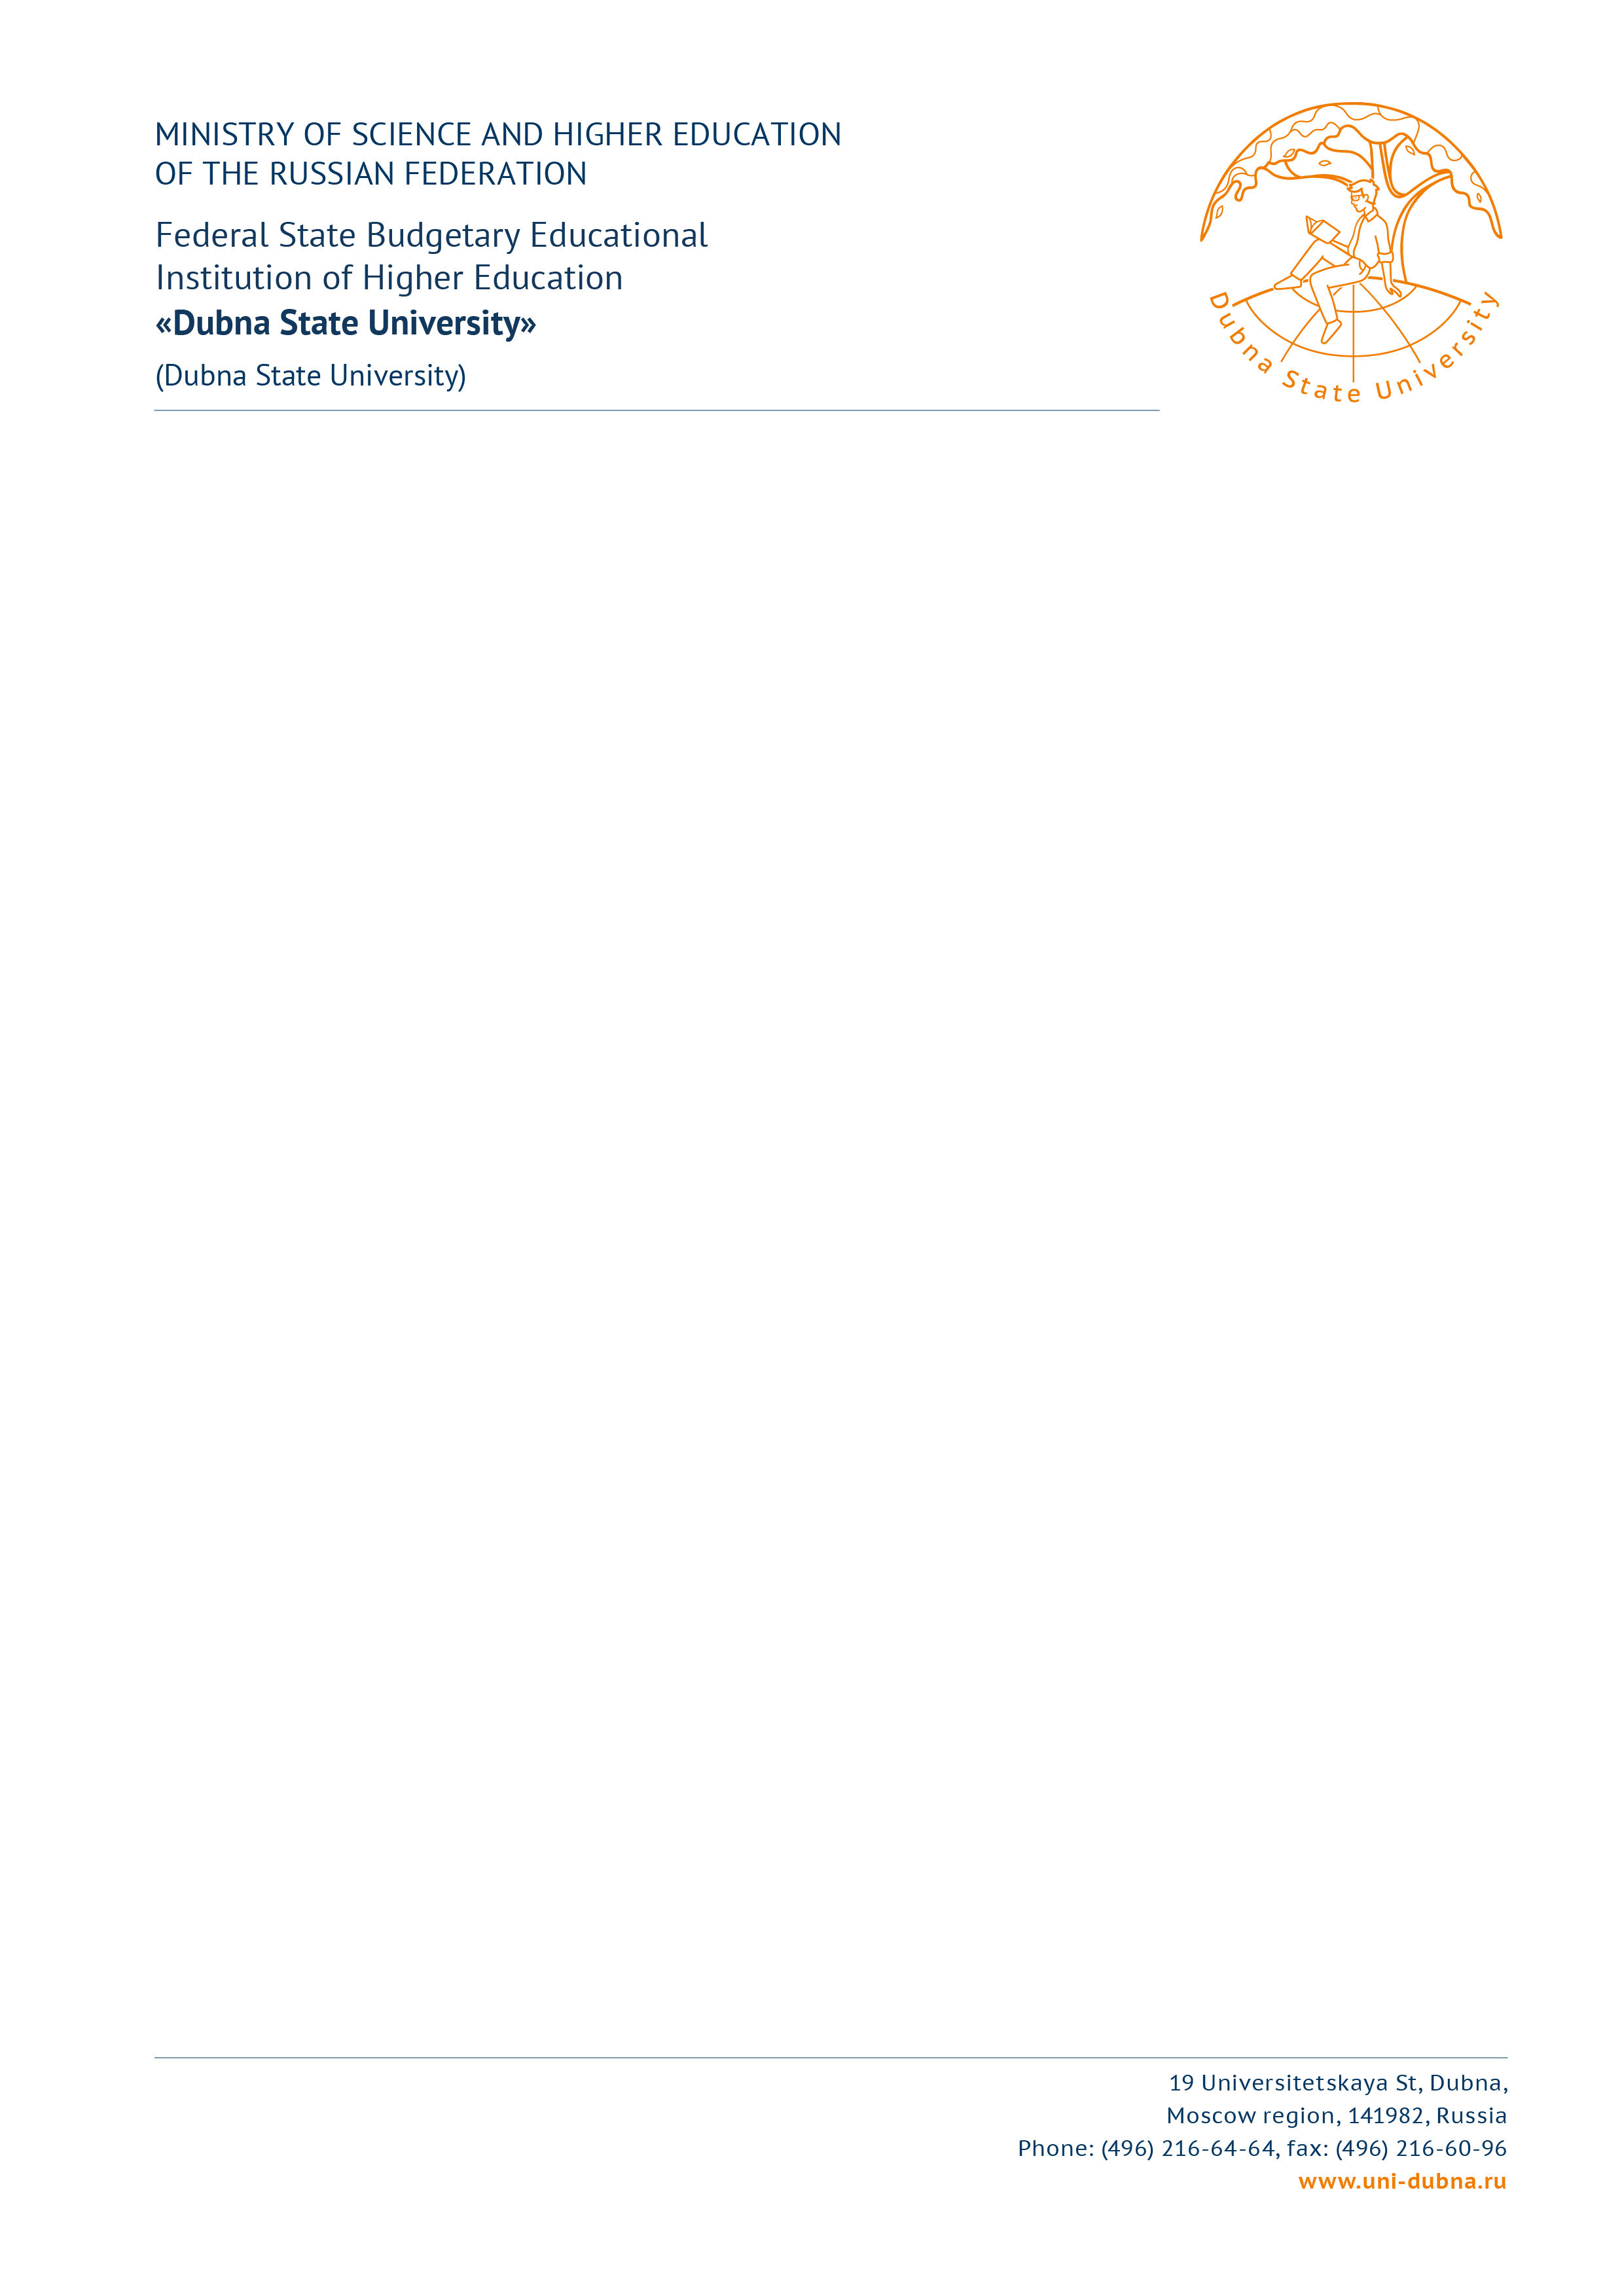 MINISTRY OF SCIENCE AND HIGHER EDUCATION
OF THE RUSSIAN FEDERATION
Federal State Budgetary Educational
Institution of Higher Education
«Dubna State University»
(Dubna State University)
Dubna State University
19 Universitetskaya St, Dubna,
Moscow region, 141982, Russia
Phone: (496) 216-64-64, fax: (496) 216-60-96
www.uni-dubna.ru